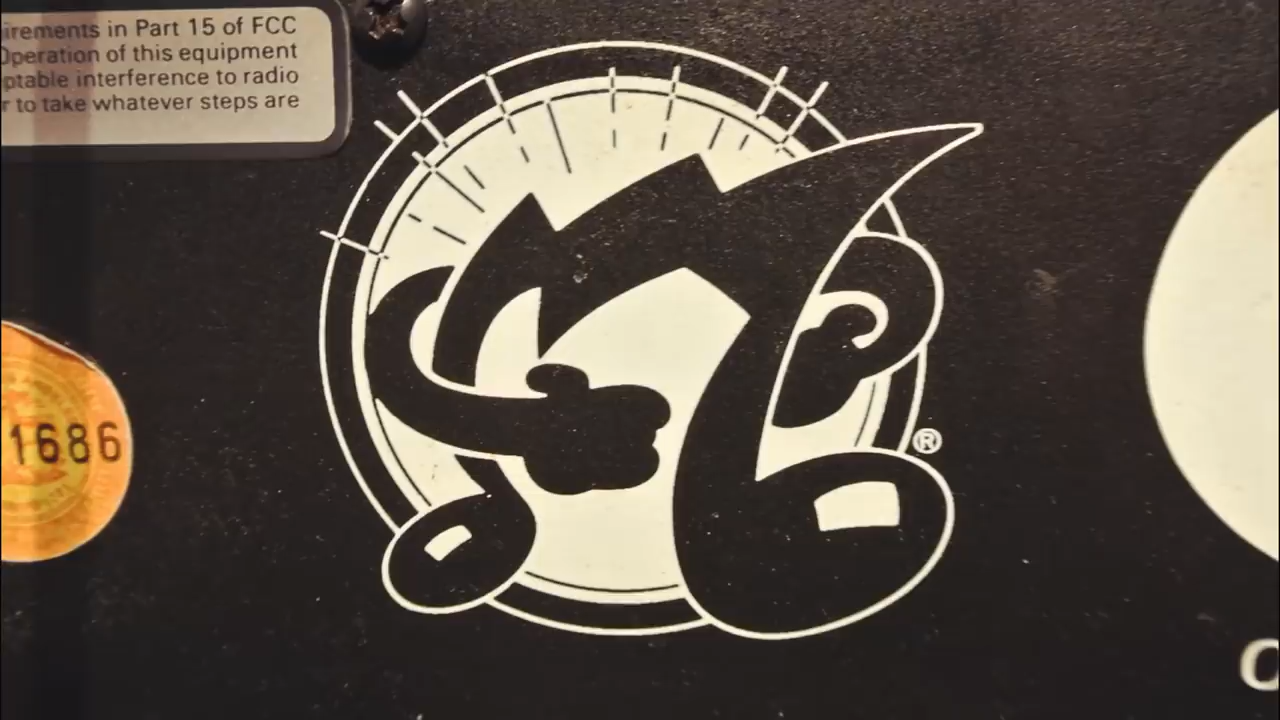 irements in Part 15 of FCC
Operation of this equipment
ptable interference to radio
r to take whatever steps are
1686
®